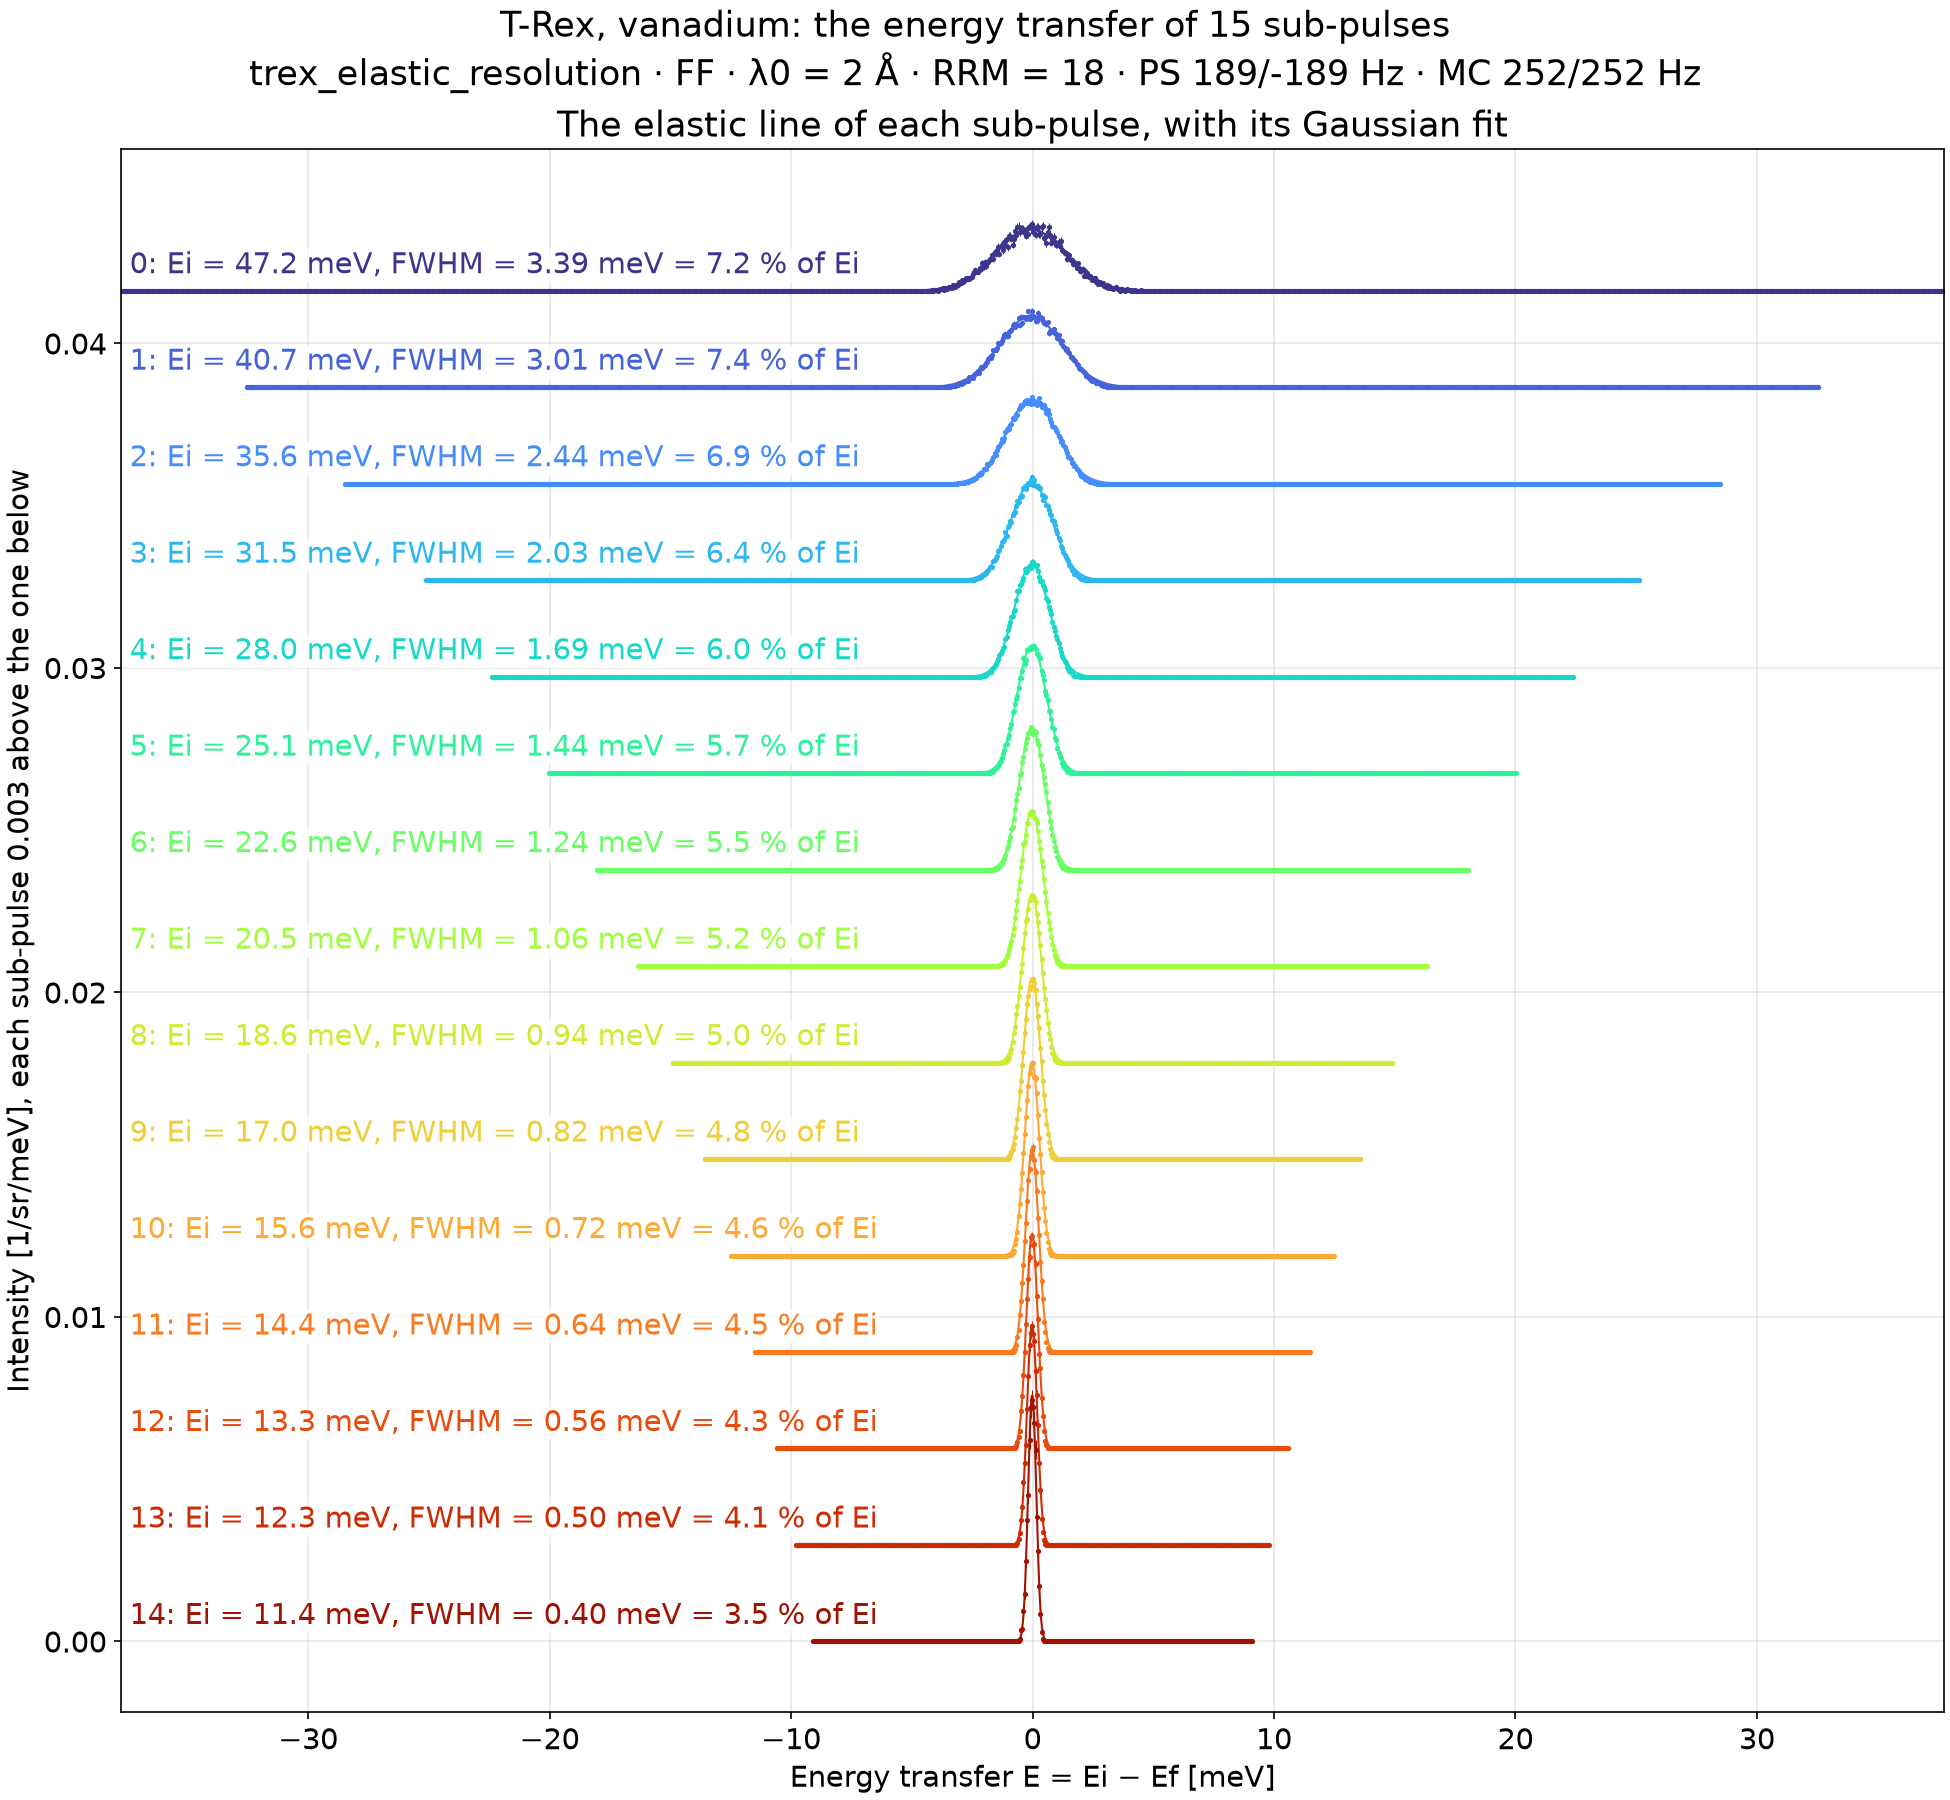 T-Rex, vanadium: the energy transfer of 15 sub-pulses
trex_elastic_resolution · FF · λ0 = 2 Å · RRM = 18 · PS 189/-189 Hz · MC 252/252 Hz
The elastic line of each sub-pulse, with its Gaussian fit
Intensity [1/sr/meV], each sub-pulse 0.003 above the one below
0: Ei = 47.2 meV, FWHM = 3.39 meV = 7.2 % of Ei
0.04
1: Ei = 40.7 meV, FWHM = 3.01 meV = 7.4 % of Ei
2: Ei = 35.6 meV, FWHM = 2.44 meV = 6.9 % of Ei
3: Ei = 31.5 meV, FWHM = 2.03 meV = 6.4 % of Ei
4: Ei = 28.0 meV, FWHM = 1.69 meV = 6.0 % of Ei
0.03
5: Ei = 25.1 meV, FWHM = 1.44 meV = 5.7 % of Ei
6: Ei = 22.6 meV, FWHM = 1.24 meV = 5.5 % of Ei
7: Ei = 20.5 meV, FWHM = 1.06 meV = 5.2 % of Ei
0.02
8: Ei = 18.6 meV, FWHM = 0.94 meV = 5.0 % of Ei
9: Ei = 17.0 meV, FWHM = 0.82 meV = 4.8 % of Ei
10: Ei = 15.6 meV, FWHM = 0.72 meV = 4.6 % of Ei
0.01
11: Ei = 14.4 meV, FWHM = 0.64 meV = 4.5 % of Ei
12: Ei = 13.3 meV, FWHM = 0.56 meV = 4.3 % of Ei
13: Ei = 12.3 meV, FWHM = 0.50 meV = 4.1 % of Ei
14: Ei = 11.4 meV, FWHM = 0.40 meV = 3.5 % of Ei
0.00
−30 −20 −10 0 10 20 30
Energy transfer E = Ei − Ef [meV]